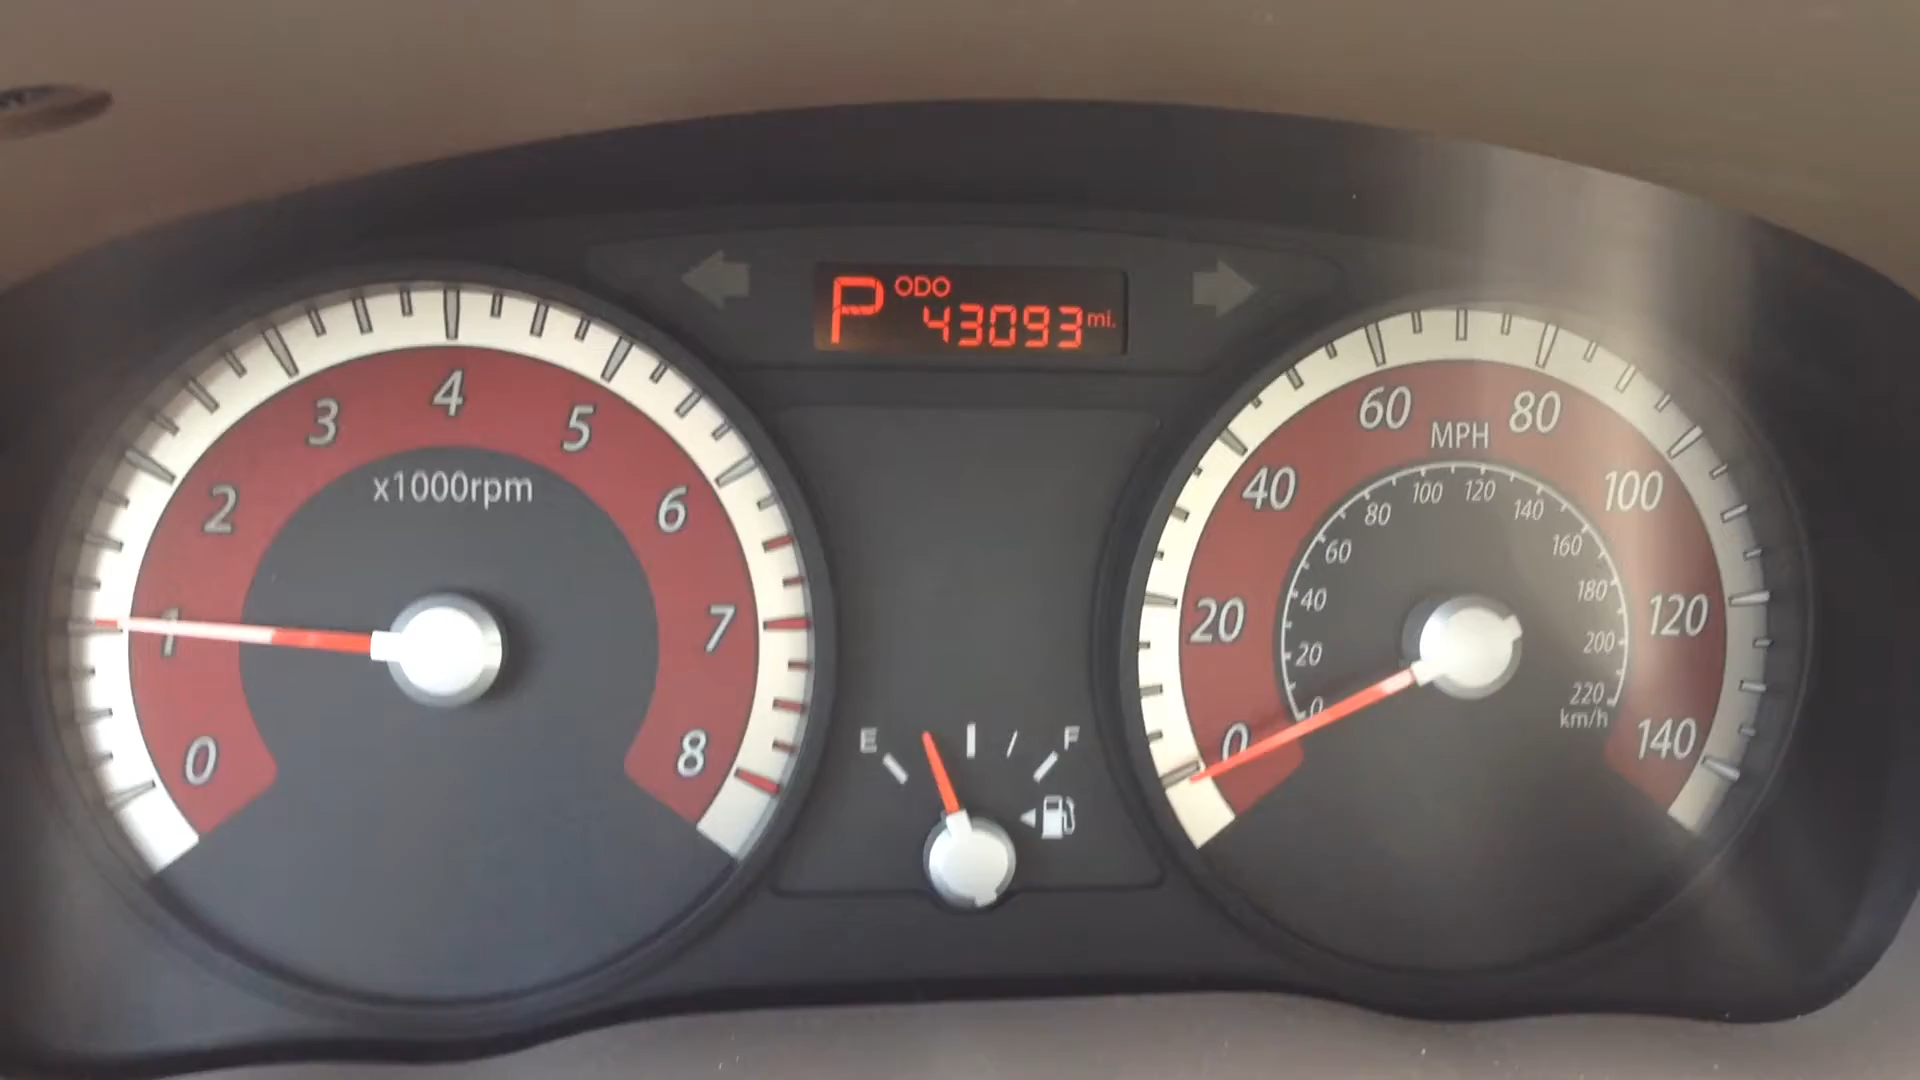 P ODO 43093 mi.
0 1 2 3 4 5 6 7 8
x1000rpm
E F
0 20 40 60 80 100 120 140
MPH
0 20 40 60 80 100 120 140 160 180 200 220
km/h